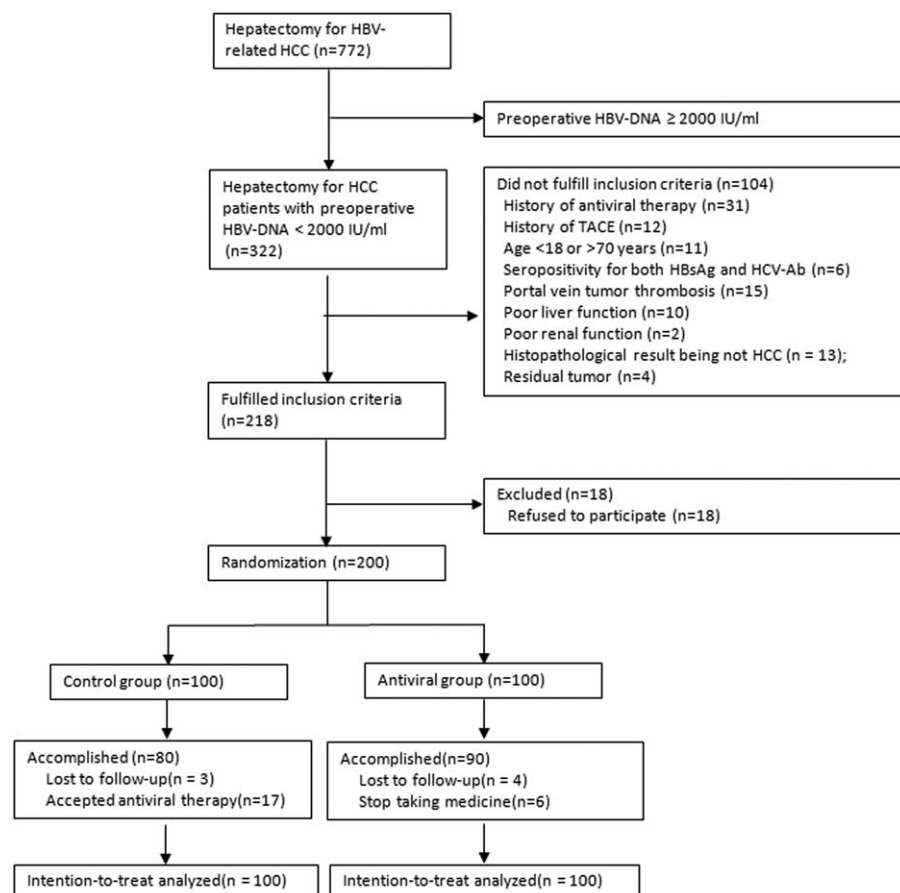 Hepatectomy for HBV-
related HCC (n=772)
Preoperative HBV-DNA ≥ 2000 IU/ml
Hepatectomy for HCC
patients with preoperative
HBV-DNA < 2000 IU/ml
(n=322)
Did not fulfill inclusion criteria (n=104)
History of antiviral therapy (n=31)
History of TACE (n=12)
Age <18 or >70 years (n=11)
Seropositivity for both HBsAg and HCV-Ab (n=6)
Portal vein tumor thrombosis (n=15)
Poor liver function (n=10)
Poor renal function (n=2)
Histopathological result being not HCC (n = 13);
Residual tumor (n=4)
Fulfilled inclusion criteria
(n=218)
Excluded (n=18)
Refused to participate (n=18)
Randomization (n=200)
Control group (n=100)
Antiviral group (n=100)
Accomplished (n=80)
Lost to follow-up(n = 3)
Accepted antiviral therapy(n=17)
Accomplished(n=90)
Lost to follow-up(n = 4)
Stop taking medicine(n=6)
Intention-to-treat analyzed(n = 100)
Intention-to-treat analyzed(n = 100)